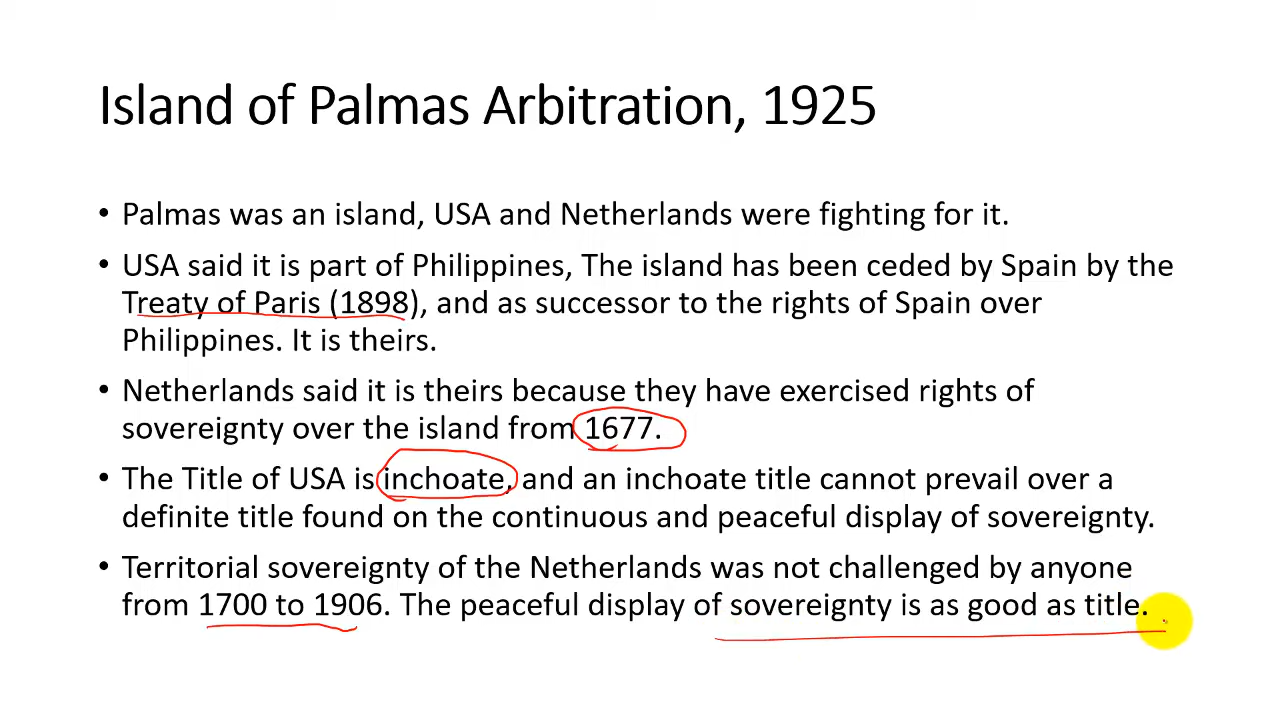 Island of Palmas Arbitration, 1925
• Palmas was an island, USA and Netherlands were fighting for it.
• USA said it is part of Philippines, The island has been ceded by Spain by the
Treaty of Paris (1898), and as successor to the rights of Spain over
Philippines. It is theirs.
• Netherlands said it is theirs because they have exercised rights of
sovereignty over the island from 1677.
• The Title of USA is inchoate, and an inchoate title cannot prevail over a
definite title found on the continuous and peaceful display of sovereignty.
• Territorial sovereignty of the Netherlands was not challenged by anyone
from 1700 to 1906. The peaceful display of sovereignty is as good as title.